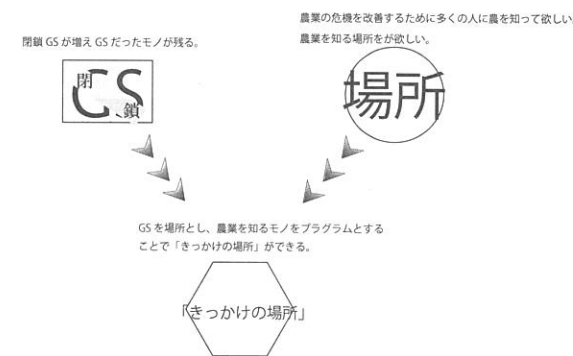 農業の危機を改善するために多くの人に農を知って欲しい。
農業を知る場所をが欲しい。
閉鎖 GS が増え GS だったモノが残る。
閉
GS
鎖
場所
GS を場所とし、農業を知るモノをプラグラムとする
ことで「きっかけの場所」ができる。
「きっかけの場所」